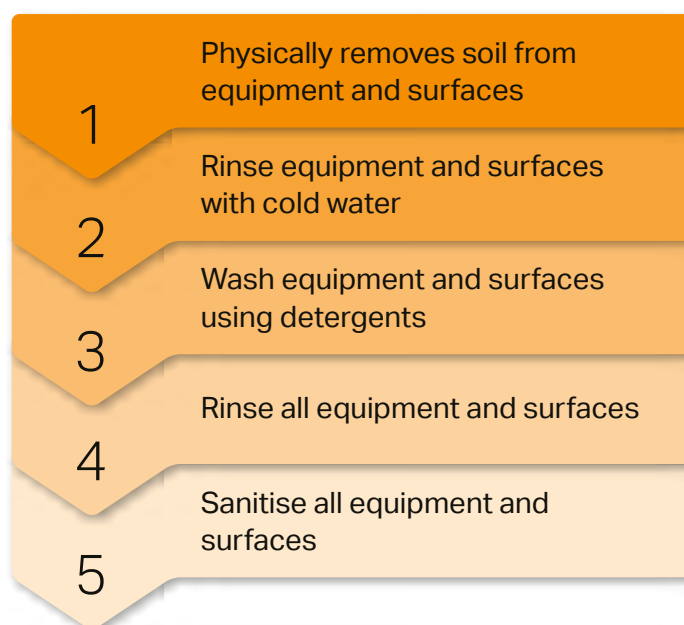 1
Physically removes soil from
equipment and surfaces
2
Rinse equipment and surfaces
with cold water
3
Wash equipment and surfaces
using detergents
4
Rinse all equipment and surfaces
5
Sanitise all equipment and
surfaces